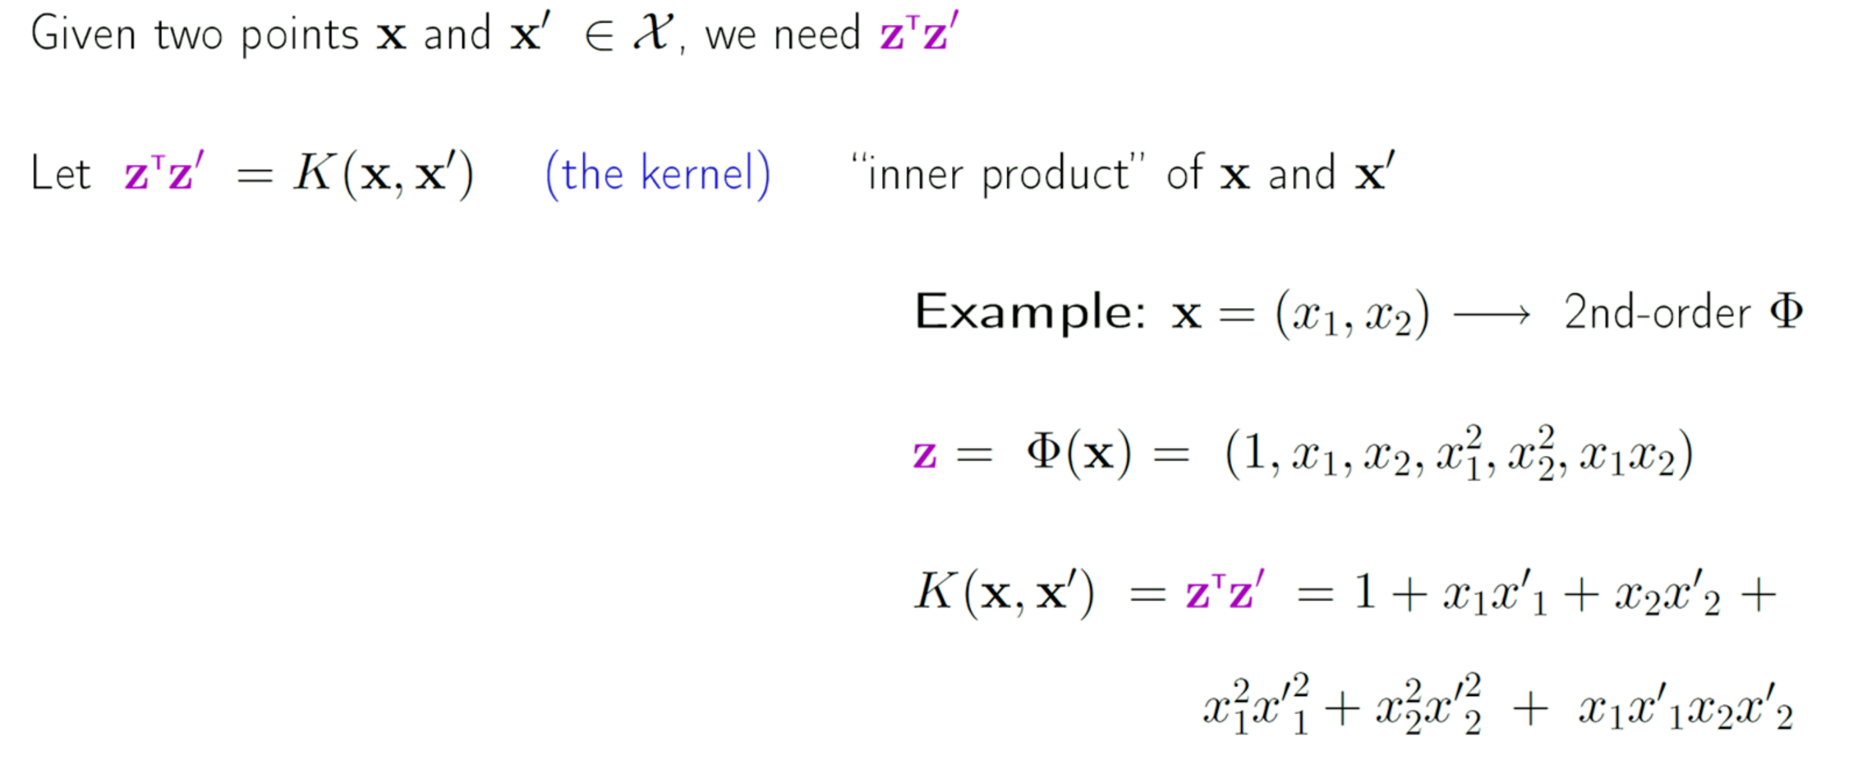 Given two points x and x′ ∈ 𝒳, we need zᵀz′
Let zᵀz′ = K(x, x′) (the kernel) “inner product” of x and x′
Example: x = (x₁, x₂) ⟶ 2nd-order Φ
z = Φ(x) = (1, x₁, x₂, x₁², x₂², x₁x₂)
K(x, x′) = zᵀz′ = 1 + x₁x′₁ + x₂x′₂ +
x₁²x′₁² + x₂²x′₂² + x₁x′₁x₂x′₂